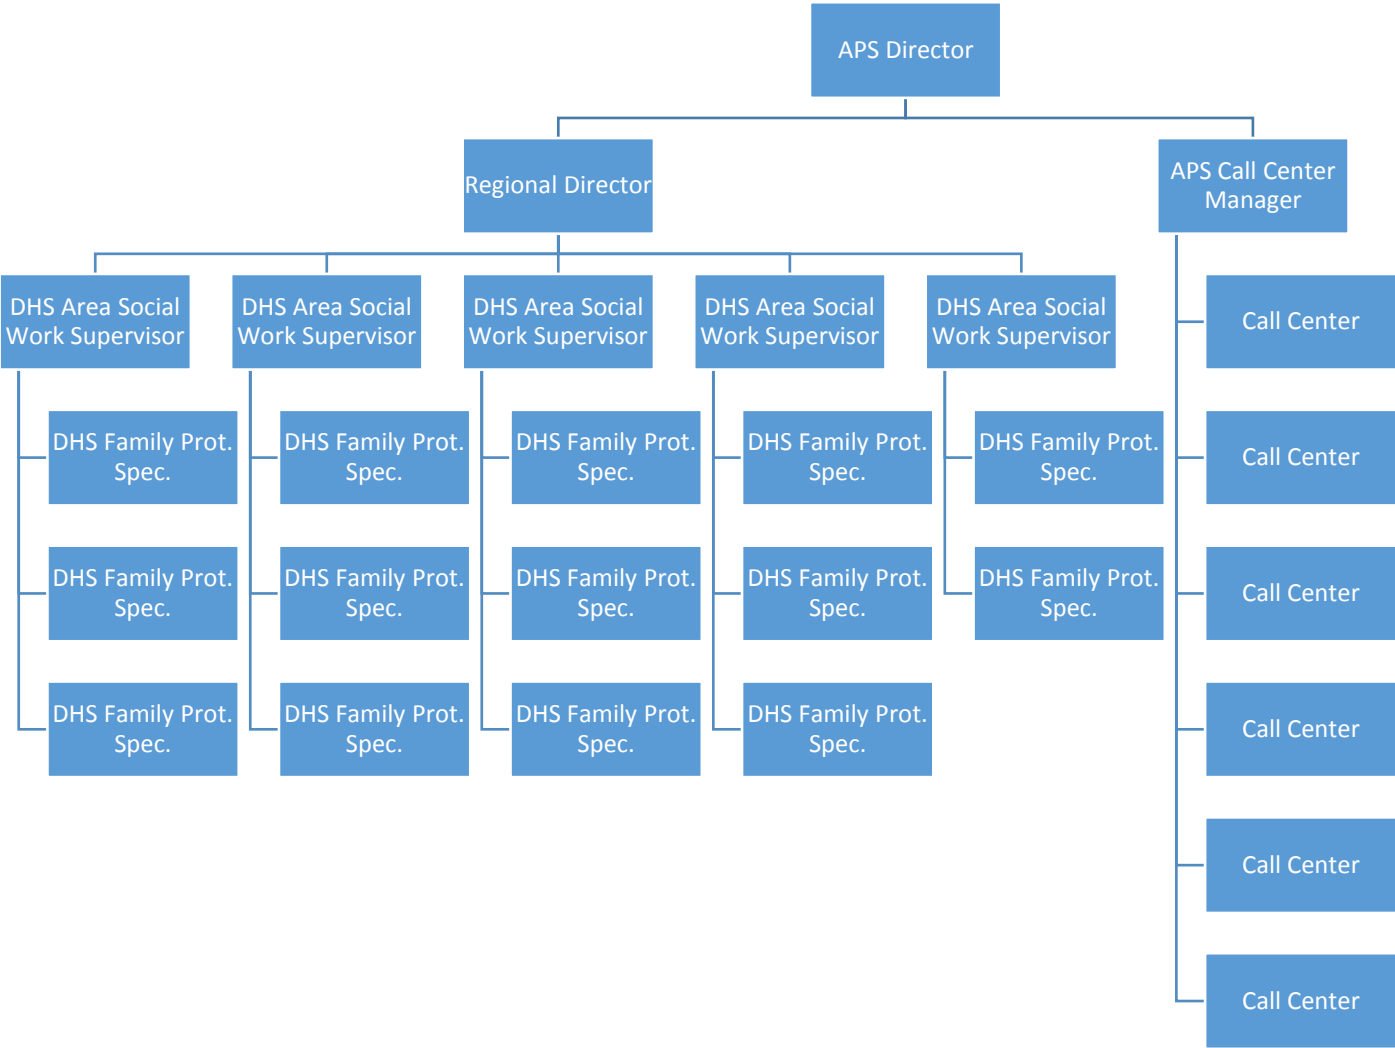 APS Director
Regional Director
APS Call Center
Manager
DHS Area Social
Work Supervisor
DHS Area Social
Work Supervisor
DHS Area Social
Work Supervisor
DHS Area Social
Work Supervisor
DHS Area Social
Work Supervisor
Call Center
DHS Family Prot.
Spec.
DHS Family Prot.
Spec.
DHS Family Prot.
Spec.
DHS Family Prot.
Spec.
DHS Family Prot.
Spec.
Call Center
DHS Family Prot.
Spec.
DHS Family Prot.
Spec.
DHS Family Prot.
Spec.
DHS Family Prot.
Spec.
DHS Family Prot.
Spec.
Call Center
DHS Family Prot.
Spec.
DHS Family Prot.
Spec.
DHS Family Prot.
Spec.
DHS Family Prot.
Spec.
Call Center
Call Center
Call Center